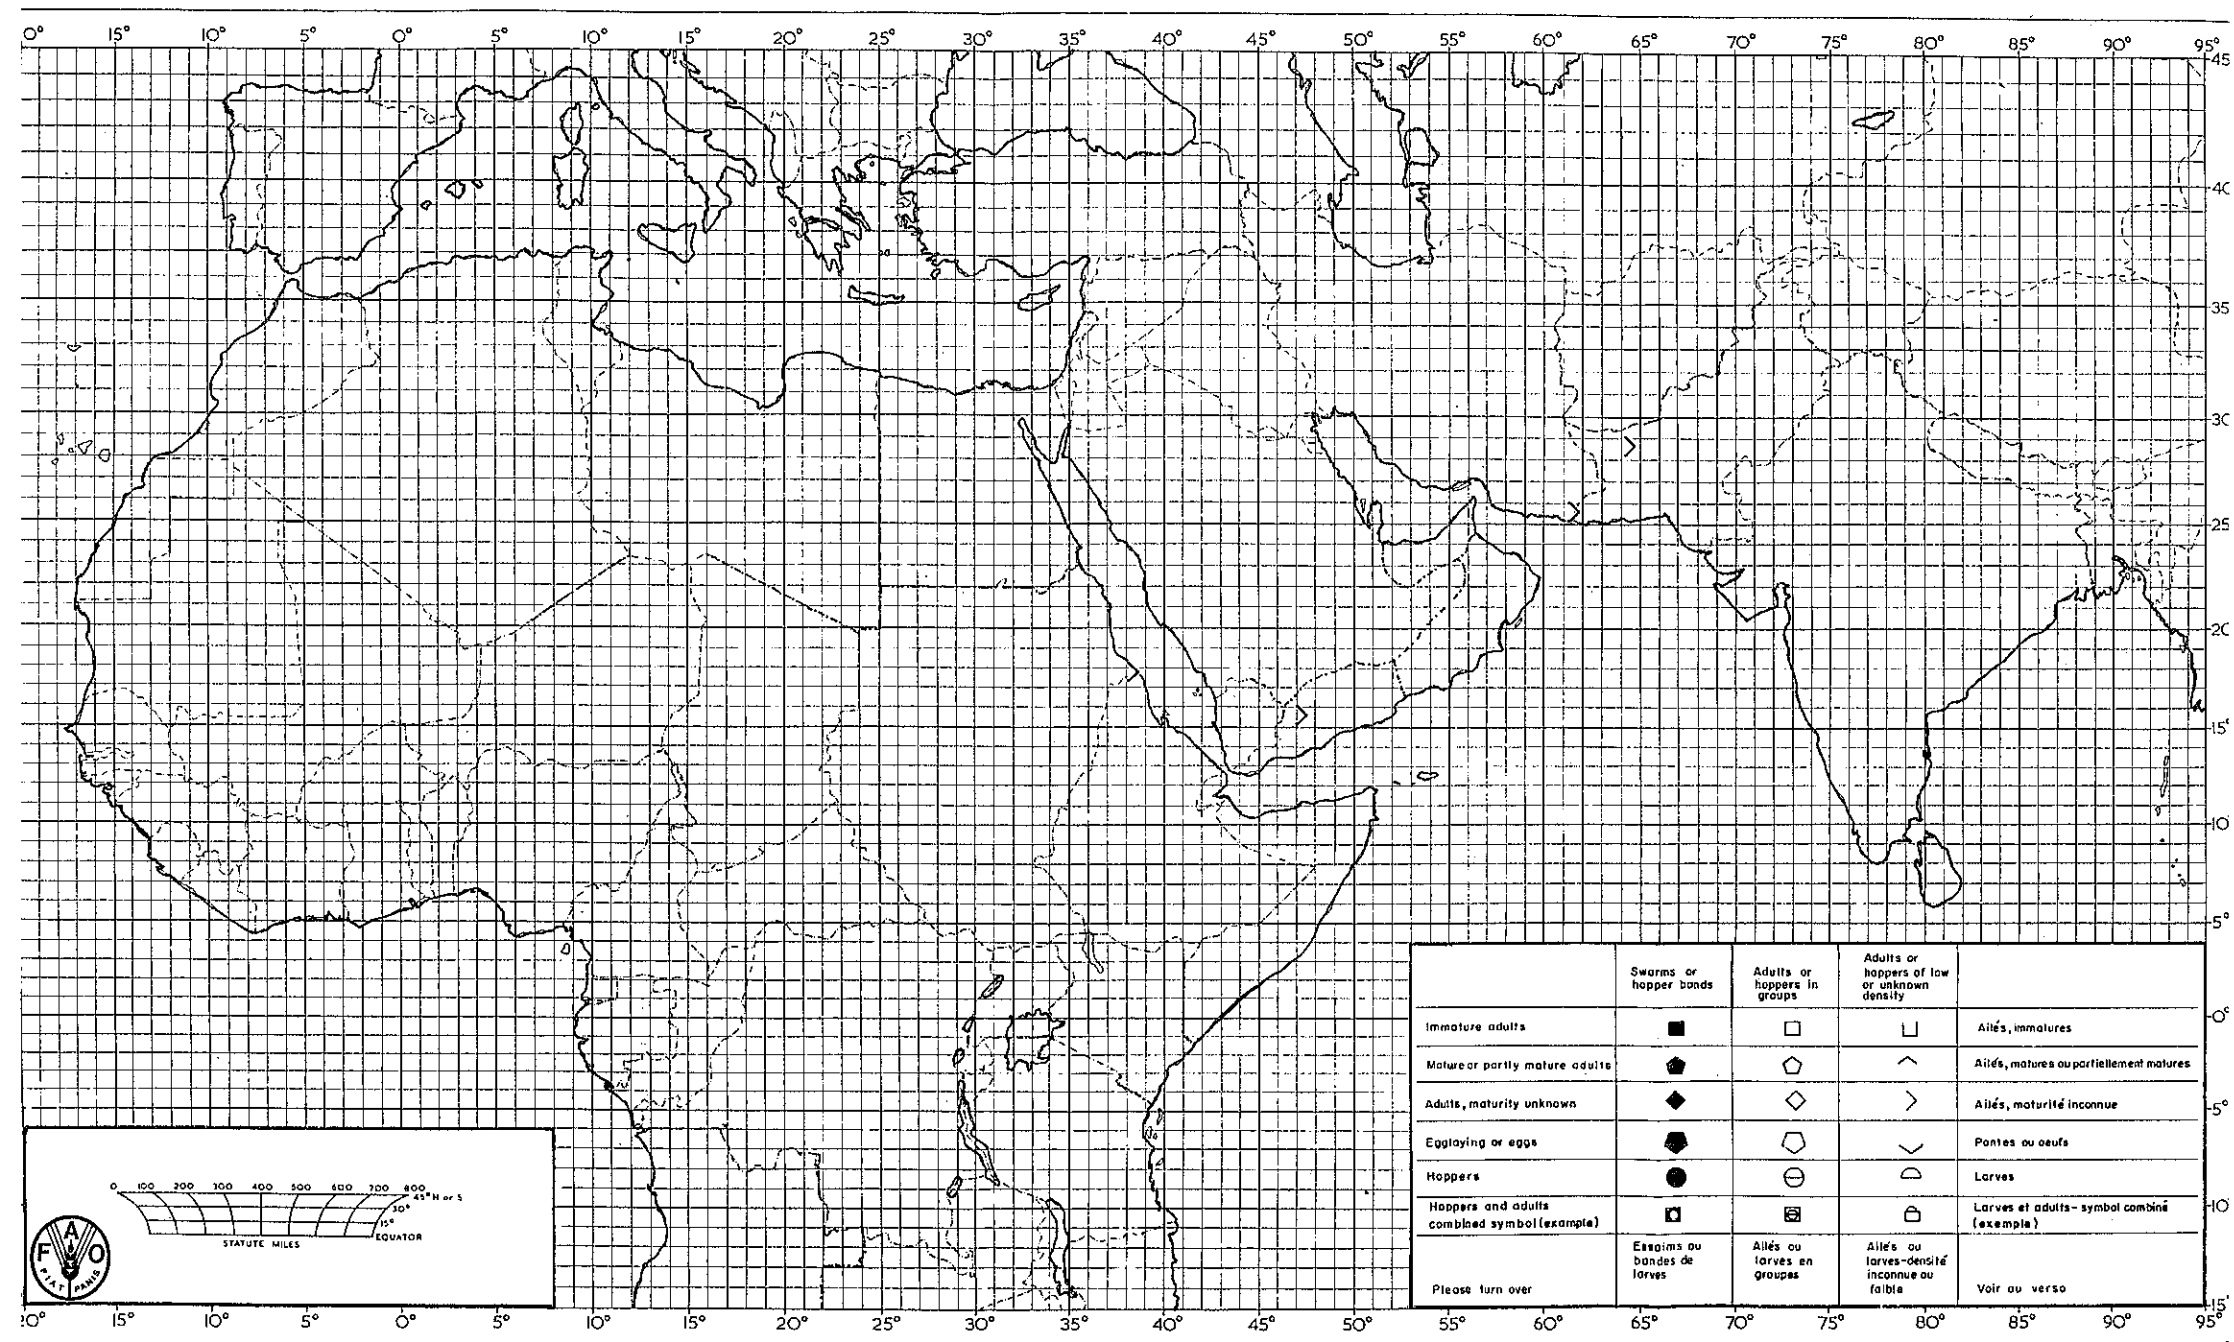 0° 15° 10° 5° 0° 5° 10° 15° 20° 25° 30° 35° 40° 45° 50° 55° 60° 65° 70° 75° 80° 85° 90° 95°
45
40
35
30
25
20
15°
10
5°
0°
5°
10°
15°
Swarms or
hopper bands
Adults or
hoppers in
groups
Adults or
hoppers of low
or unknown
density
Immature adults
Ailés, immatures
Mature or partly mature adults
Ailés, matures ou partiellement matures
Adults, maturity unknown
Ailés, maturité inconnue
Egglaying or eggs
Pontes ou oeufs
Hoppers
Larves
Hoppers and adults
combined symbol (example)
Larves et adults - symbol combiné
(exemple)
Essaims ou
bandes de
larves
Ailés ou
larves en
groupes
Ailés ou
larves-densité
inconnue ou
faible
Please turn over
Voir au verso
0 100 200 300 400 500 600 700 800
45° N or S
30°
15°
EQUATOR
STATUTE MILES
F A O
FIAT PANIS
20° 15° 10° 5° 0° 5° 10° 15° 20° 25° 30° 35° 40° 45° 50° 55° 60° 65° 70° 75° 80° 85° 90° 95°